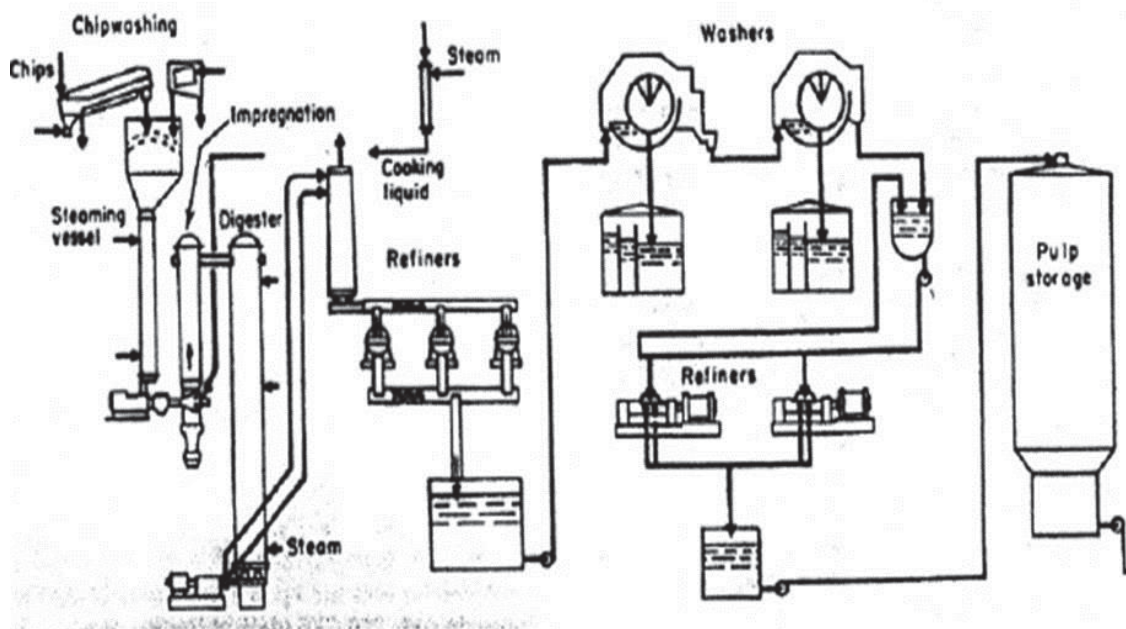 Chipwashing
Chips
Impregnation
Steaming
vessel
Digester
Steam
Steam
Cooking
liquid
Refiners
Washers
Refiners
Pulp
storage